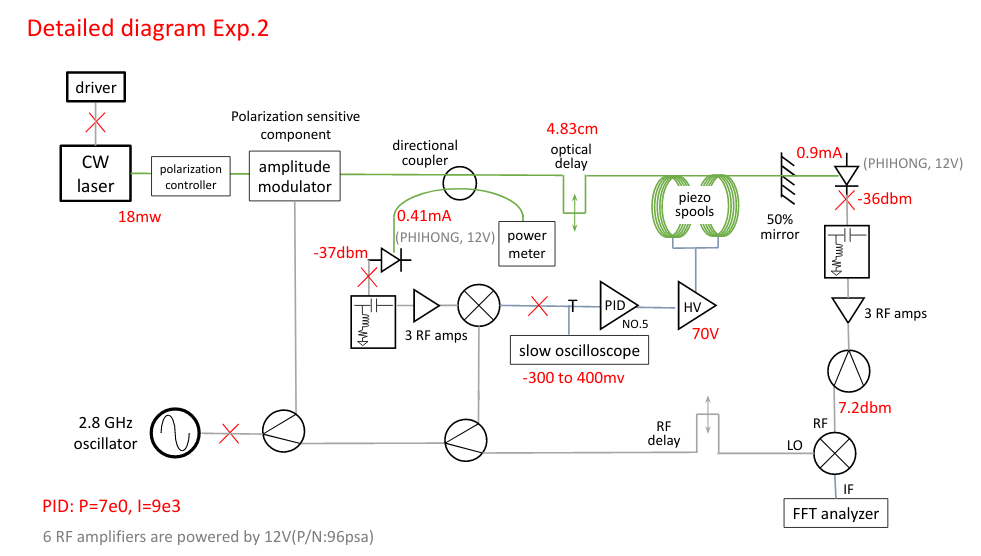 Detailed diagram Exp.2
driver
Polarization sensitive
component
CW
laser
polarization
controller
amplitude
modulator
18mw
directional
coupler
4.83cm
optical
delay
0.41mA
(PHIHONG, 12V)
power
meter
-37dbm
piezo
spools
50%
mirror
0.9mA
(PHIHONG, 12V)
-36dbm
3 RF amps
3 RF amps
T
PID
NO.5
HV
70V
slow oscilloscope
-300 to 400mv
7.2dbm
2.8 GHz
oscillator
RF
delay
RF
LO
IF
FFT analyzer
PID: P=7e0, I=9e3
6 RF amplifiers are powered by 12V(P/N:96psa)